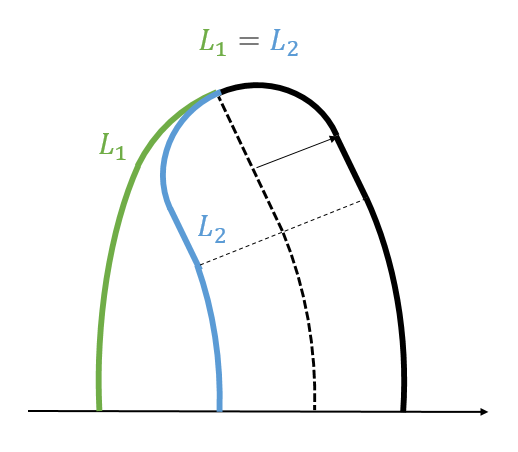 L₁ = L₂
L₁
L₂